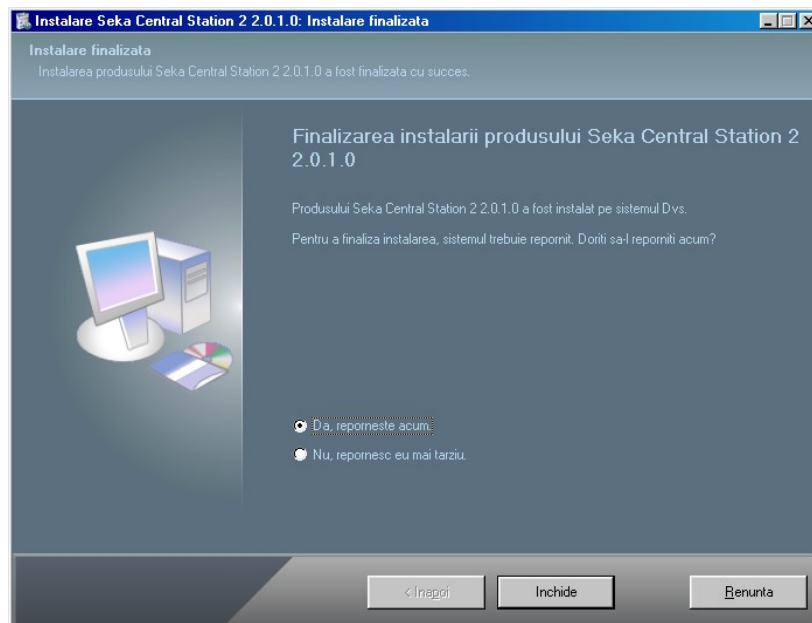 Instalare Seka Central Station 2 2.0.1.0: Instalare finalizata
Instalare finalizata
Instalarea produsului Seka Central Station 2 2.0.1.0 a fost finalizata cu succes.
Finalizarea instalarii produsului Seka Central Station 2
2.0.1.0
Produsului Seka Central Station 2 2.0.1.0 a fost instalat pe sistemul Dvs.
Pentru a finaliza instalarea, sistemul trebuie repornit. Doriti sa-l reporniti acum?
Da, reporneste acum.
Nu, repornesc eu mai tarziu.
< Inapoi
Inchide
Renunta